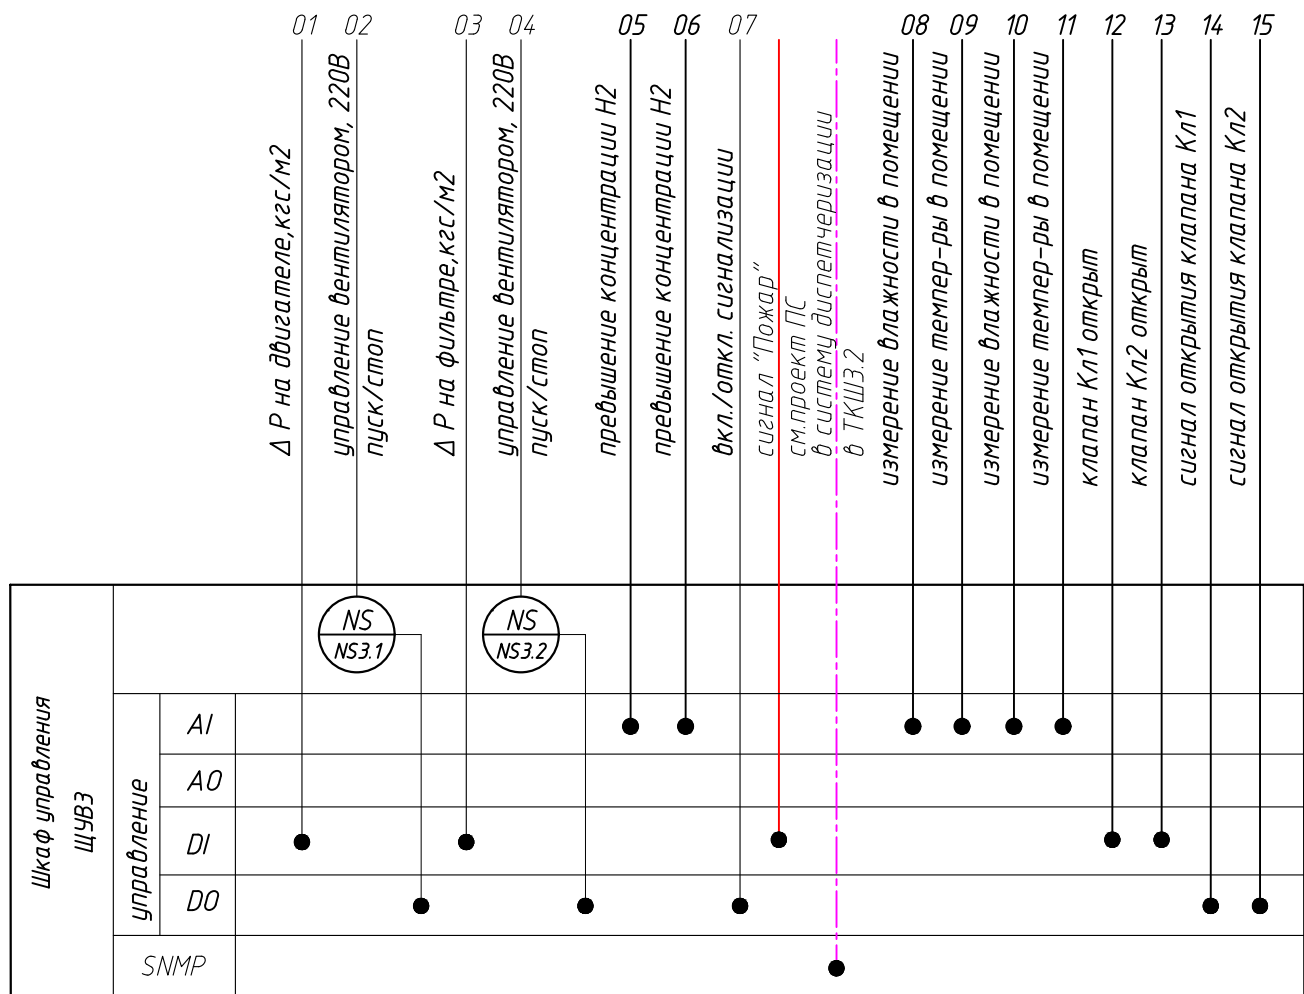 01
02
03
04
05
06
07
08
09
10
11
12
13
14
15
Δ P на двигателе,кгс/м2
управление вентилятором, 220В
пуск/стоп
Δ P на фильтре,кгс/м2
управление вентилятором, 220В
пуск/стоп
превышение концентрации H2
превышение концентрации H2
вкл./откл. сигнализации
сигнал "Пожар"
см.проект ПС
в систему диспетчеризации
в ТКШ3.2
измерение влажности в помещении
измерение темпер-ры в помещении
измерение влажности в помещении
измерение темпер-ры в помещении
клапан Кл1 открыт
клапан Кл2 открыт
сигнал открытия клапана Кл1
сигнал открытия клапана Кл2
NS
NS3.1
NS
NS3.2
Шкаф управления
ЩУВ3
управление
AI
AO
DI
DO
SNMP